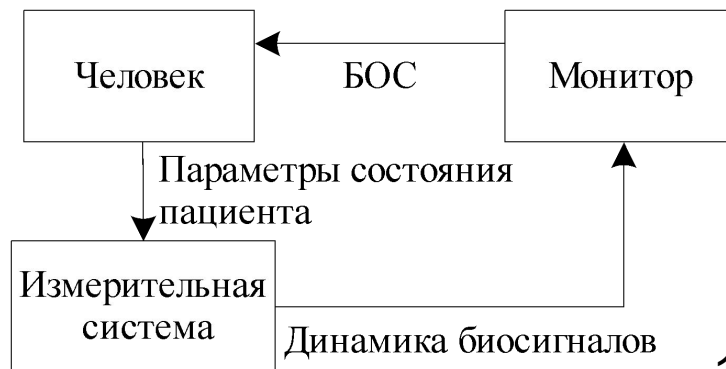 Человек
БОС
Монитор
Параметры состояния
пациента
Измерительная
система
Динамика биосигналов